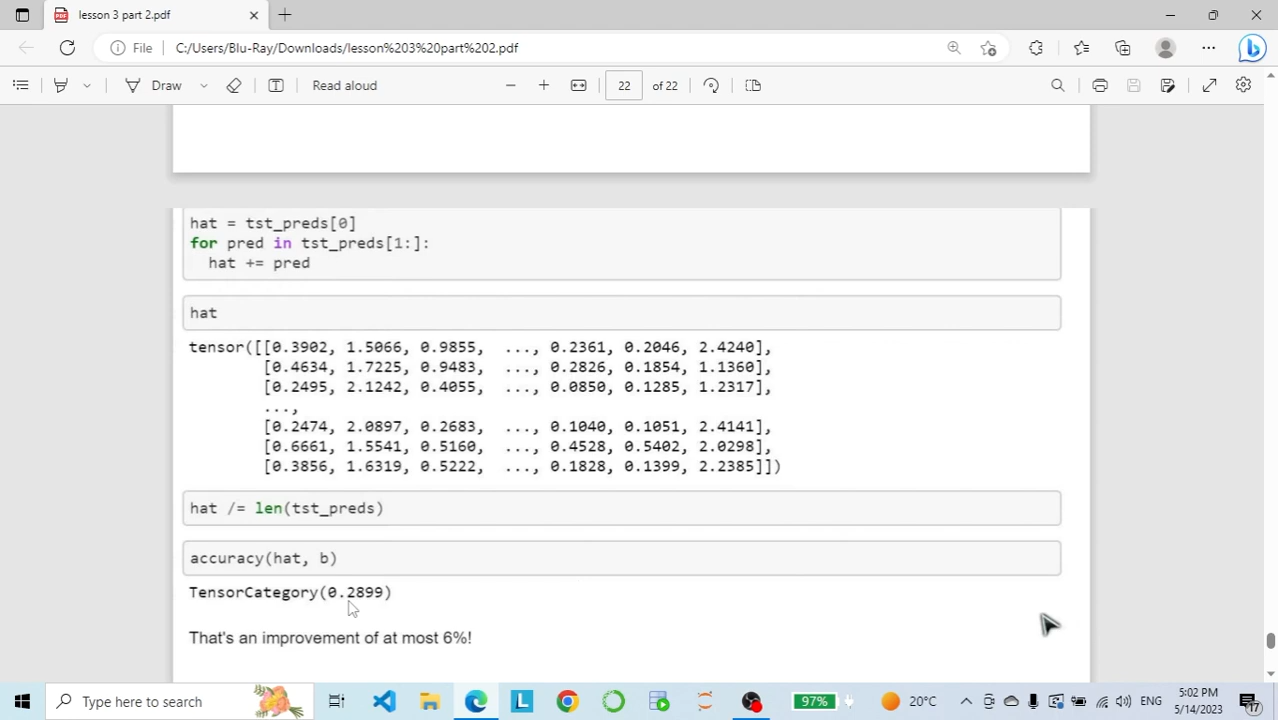 lesson 3 part 2.pdf
File C:/Users/Blu-Ray/Downloads/lesson%203%20part%202.pdf
Draw Read aloud 22 of 22
hat = tst_preds[0]
for pred in tst_preds[1:]:
hat += pred
hat
tensor([[0.3902, 1.5066, 0.9855, ..., 0.2361, 0.2046, 2.4240],
[0.4634, 1.7225, 0.9483, ..., 0.2826, 0.1854, 1.1360],
[0.2495, 2.1242, 0.4055, ..., 0.0850, 0.1285, 1.2317],
...,
[0.2474, 2.0897, 0.2683, ..., 0.1040, 0.1051, 2.4141],
[0.6661, 1.5541, 0.5160, ..., 0.4528, 0.5402, 2.0298],
[0.3856, 1.6319, 0.5222, ..., 0.1828, 0.1399, 2.2385]])
hat /= len(tst_preds)
accuracy(hat, b)
TensorCategory(0.2899)
That's an improvement of at most 6%!
Type here to search 97% 20°C ENG 5:02 PM
5/14/2023 17